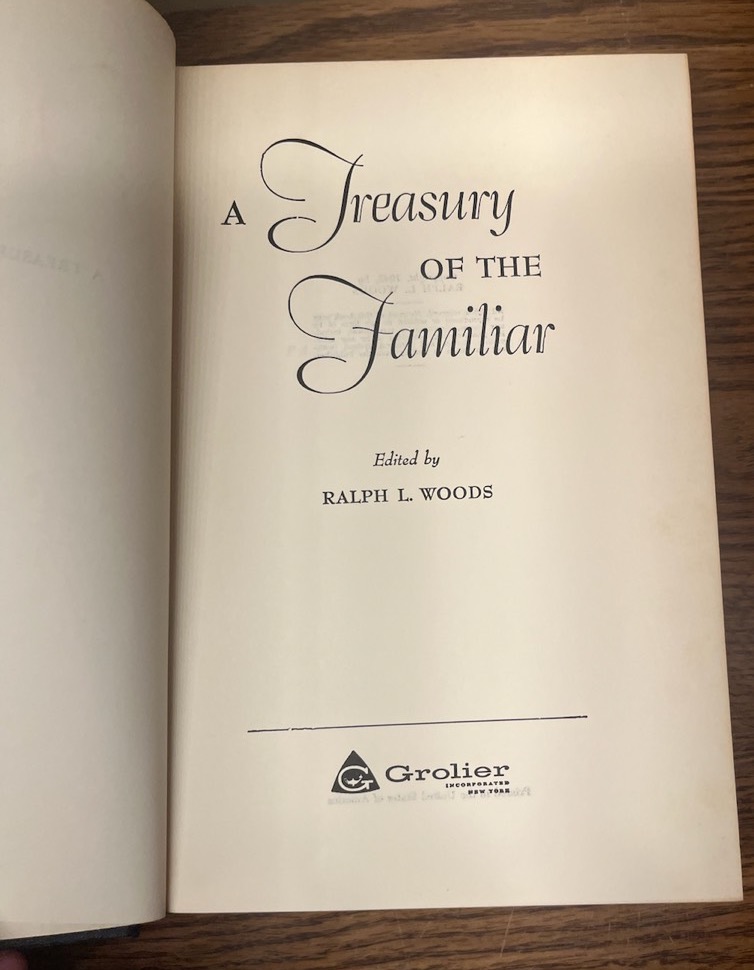 A Treasury
OF THE
Familiar
Edited by
RALPH L. WOODS
G Grolier
INCORPORATED
NEW YORK